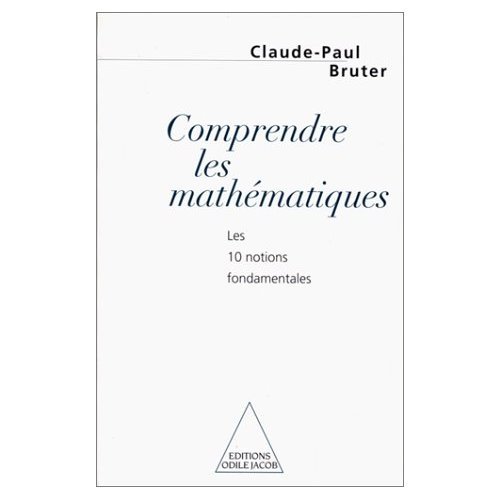 Claude-Paul
Bruter
Comprendre
les
mathématiques
Les
10 notions
fondamentales
EDITIONS
ODILE JACOB